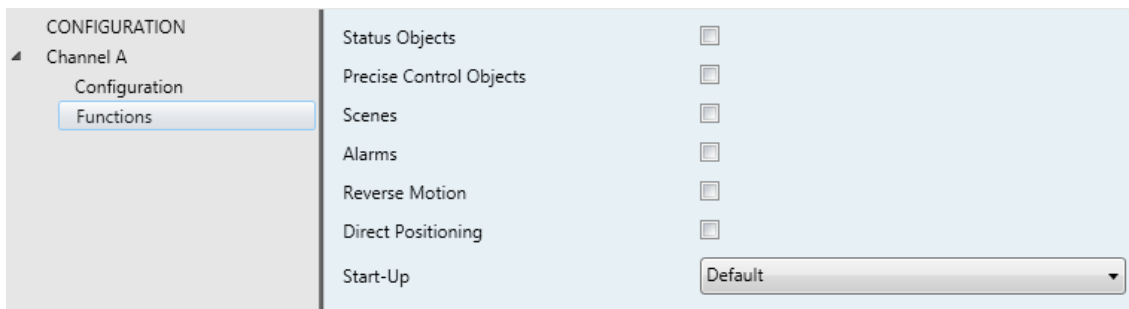 CONFIGURATION
Channel A
Configuration
Functions
Status Objects
Precise Control Objects
Scenes
Alarms
Reverse Motion
Direct Positioning
Start-Up Default